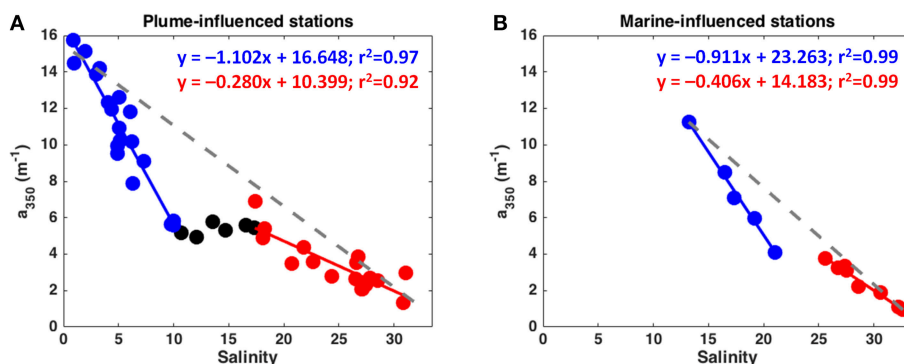 A
Plume-influenced stations
y = −1.102x + 16.648; r²=0.97
y = −0.280x + 10.399; r²=0.92
a350 (m⁻¹)
16
14
12
10
8
6
4
2
0
0 5 10 15 20 25 30
Salinity
B
Marine-influenced stations
y = −0.911x + 23.263; r²=0.99
y = −0.406x + 14.183; r²=0.99
a350 (m⁻¹)
16
14
12
10
8
6
4
2
0
0 5 10 15 20 25 30
Salinity